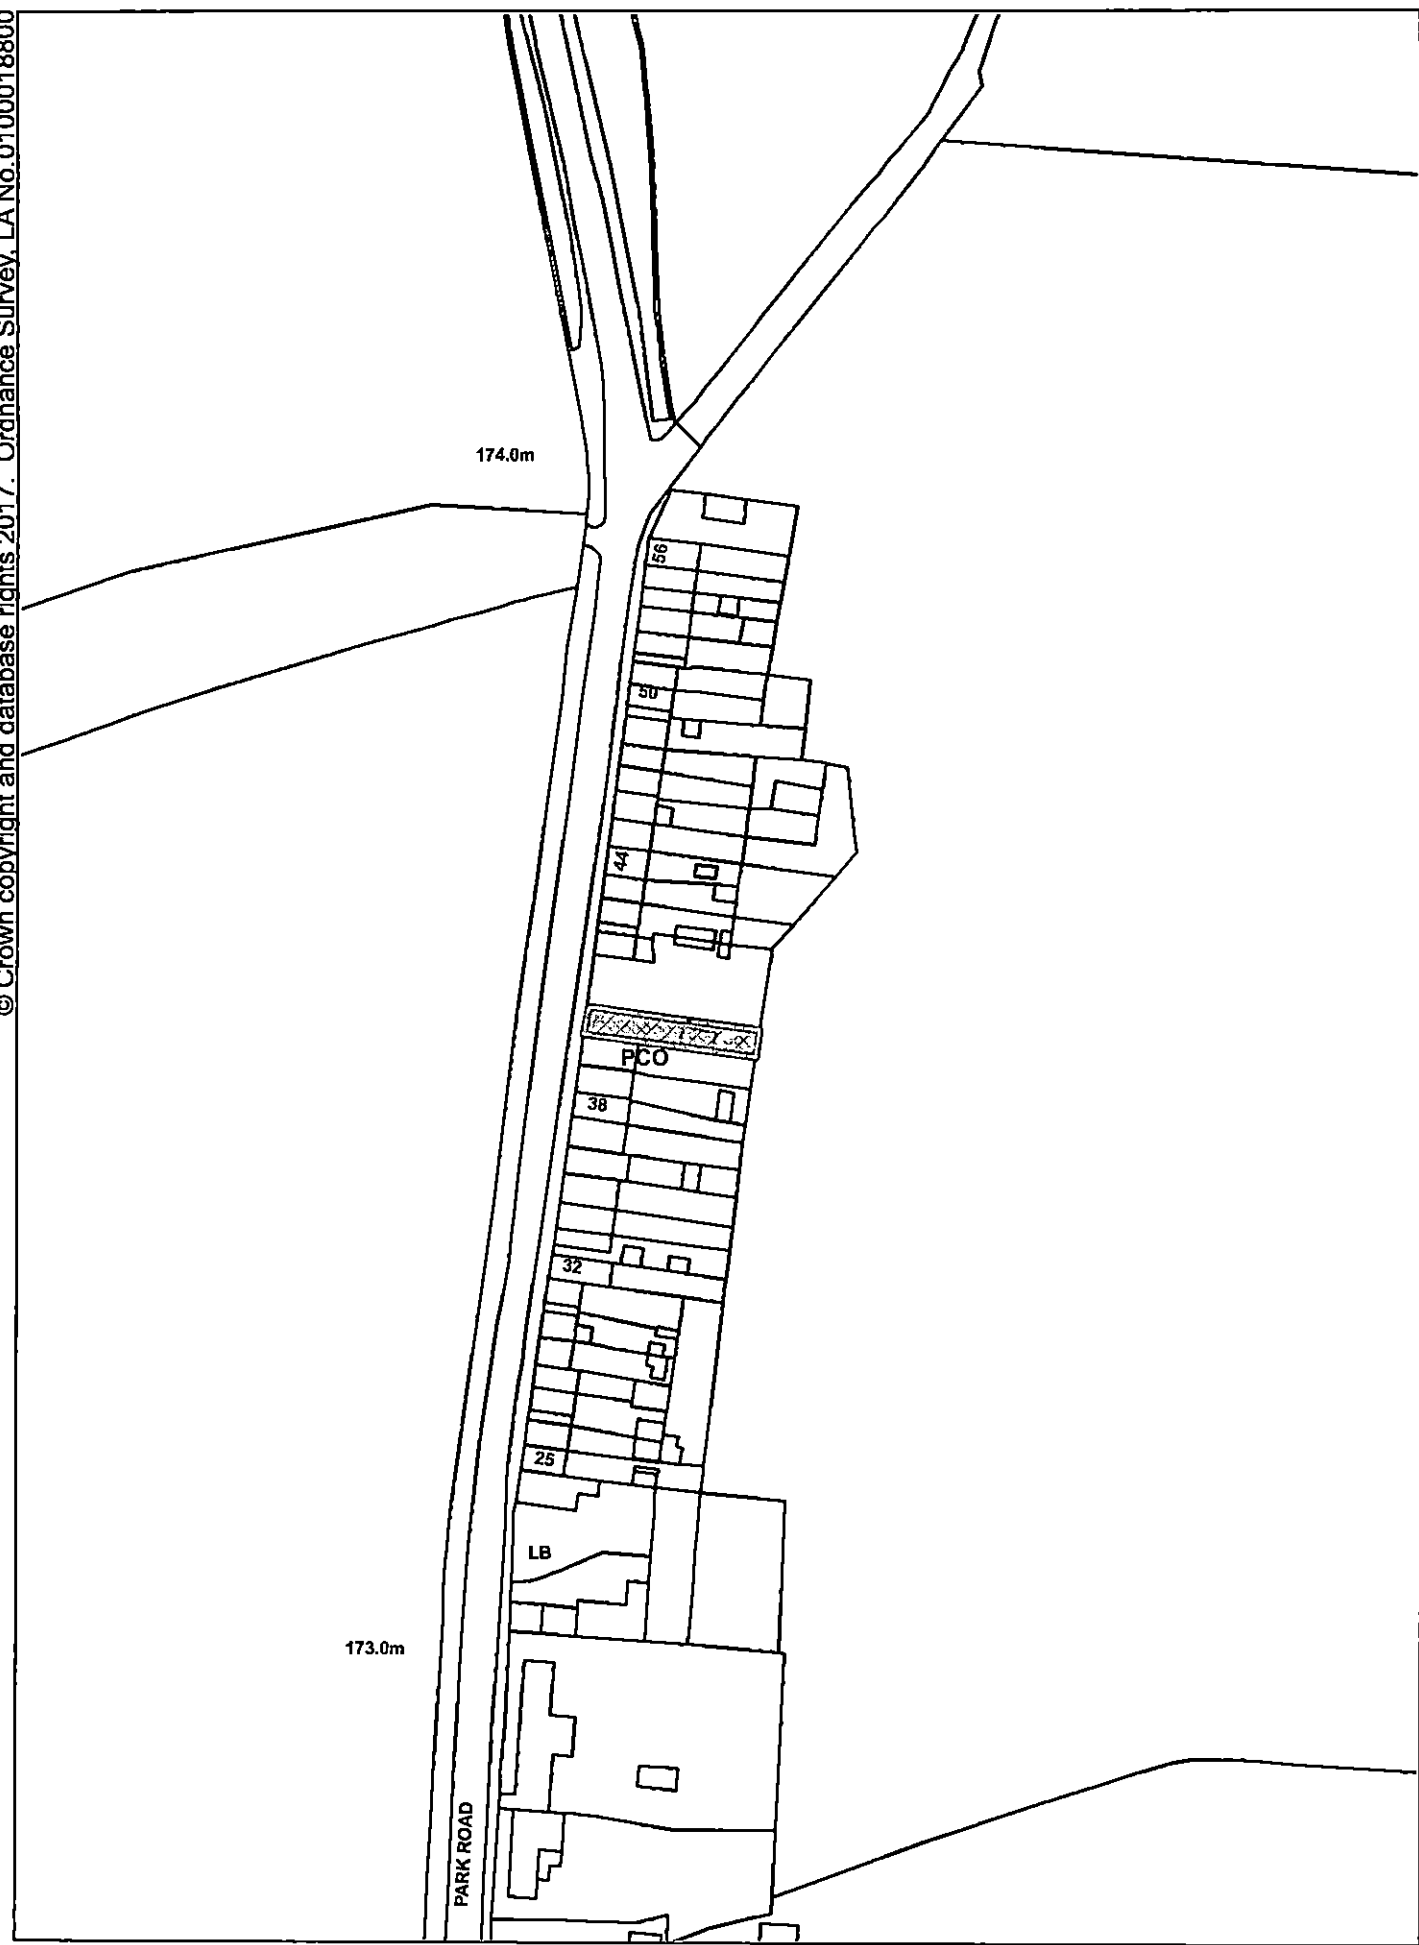 © Crown copyright and database rights 2017. Ordnance Survey, LA No.0100018800
174.0m
56
50
44
PCO
38
32
25
LB
173.0m
PARK ROAD